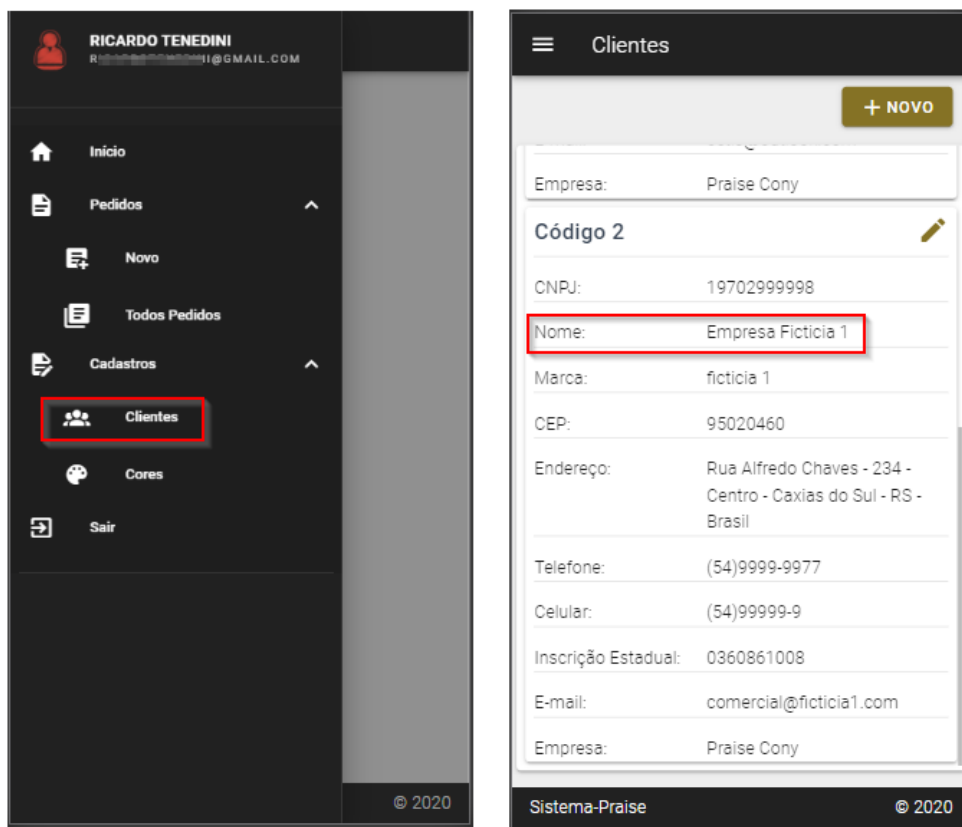 RICARDO TENEDINI
@GMAIL.COM
Início
Pedidos
Novo
Todos Pedidos
Cadastros
Clientes
Cores
Sair
© 2020
Clientes
+ NOVO
Empresa: Praise Cony
Código 2
CNPJ: 19702999998
Nome: Empresa Ficticia 1
Marca: ficticia 1
CEP: 95020460
Endereço: Rua Alfredo Chaves - 234 -
Centro - Caxias do Sul - RS -
Brasil
Telefone: (54)9999-9977
Celular: (54)99999-9
Inscrição Estadual: 0360861008
E-mail: comercial@ficticia1.com
Empresa: Praise Cony
Sistema-Praise © 2020